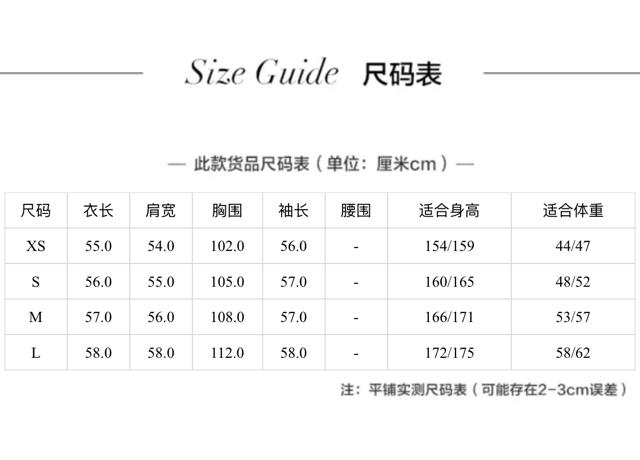 Size Guide 尺码表
— 此款货品尺码表（单位：厘米cm）—
尺码 衣长 肩宽 胸围 袖长 腰围 适合身高 适合体重
XS 55.0 54.0 102.0 56.0 - 154/159 44/47
S 56.0 55.0 105.0 57.0 - 160/165 48/52
M 57.0 56.0 108.0 57.0 - 166/171 53/57
L 58.0 58.0 112.0 58.0 - 172/175 58/62
注：平铺实测尺码表（可能存在2-3cm误差）